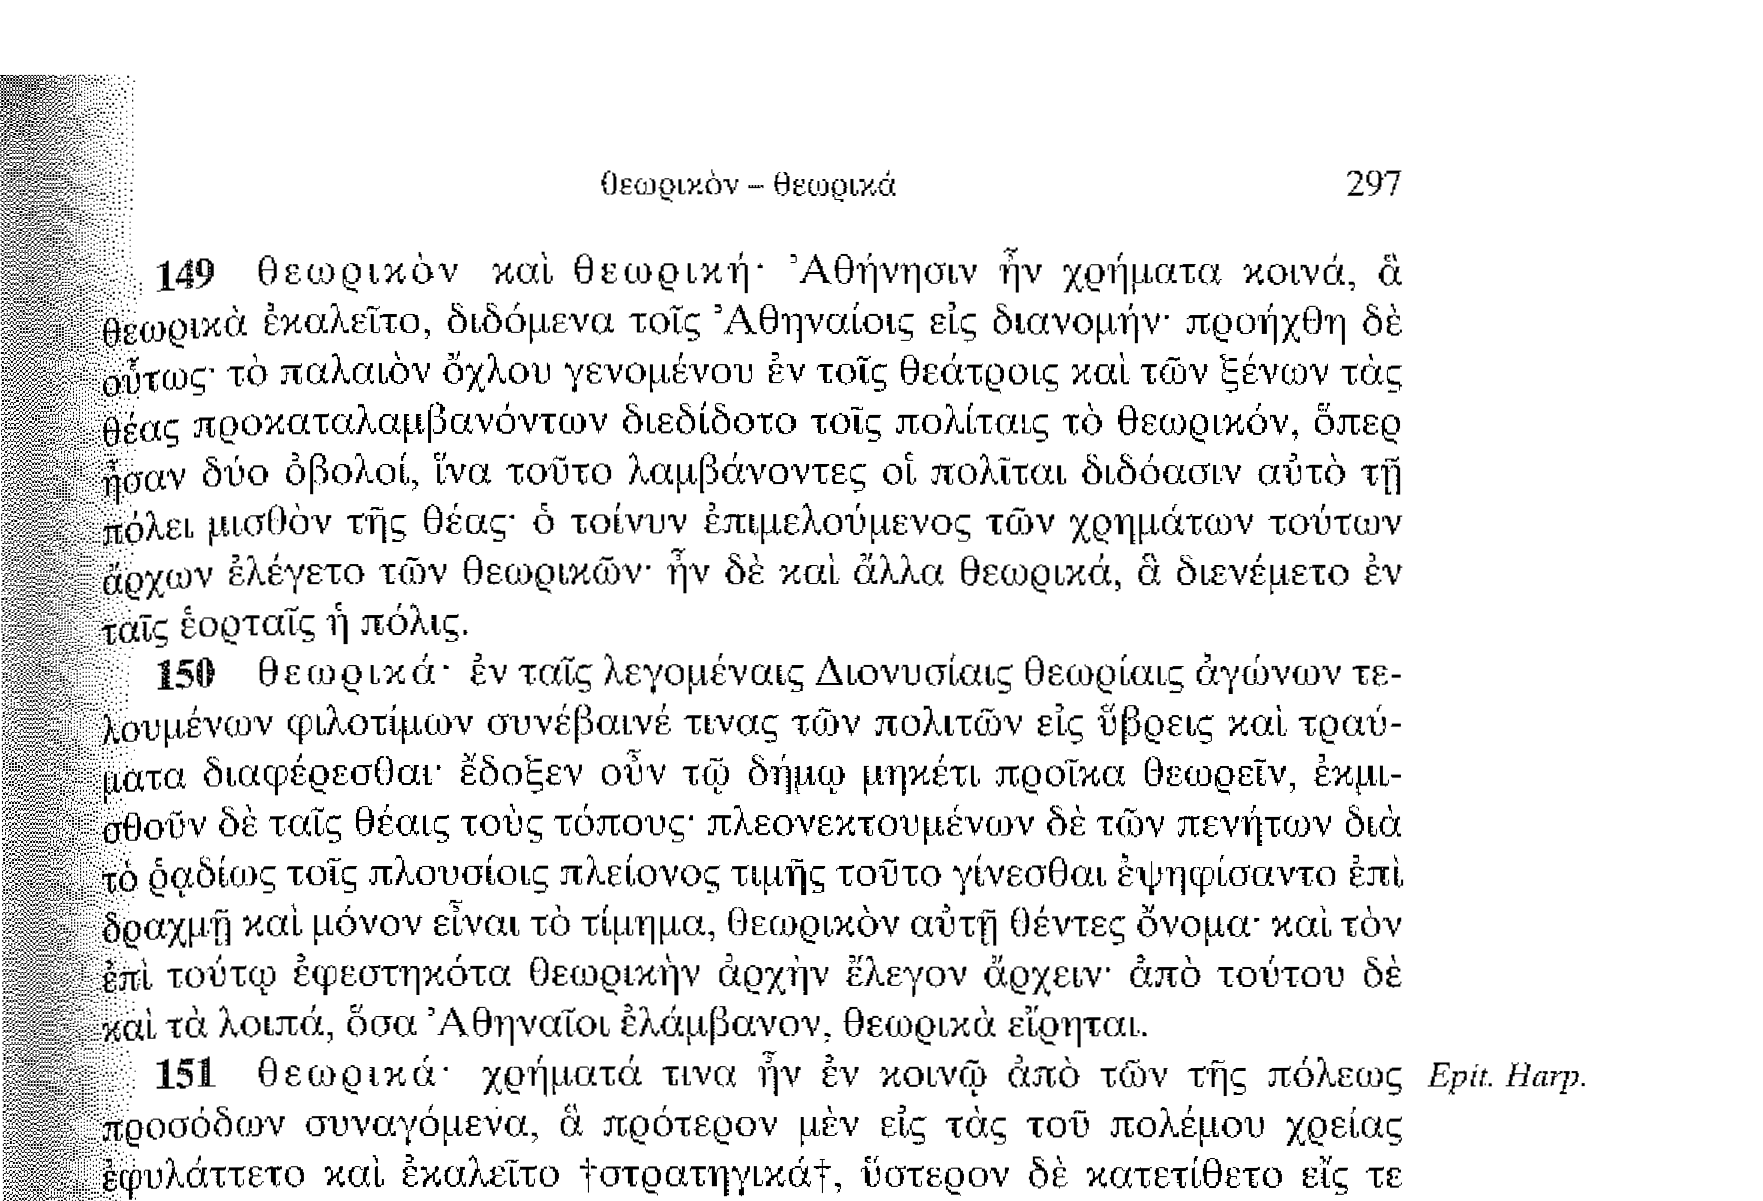 θεωρικὸν – θεωρικά 297
149 θεωρικὸν καὶ θεωρική· Ἀθήνησιν ἦν χρήματα κοινά, ἃ
θεωρικὰ ἐκαλεῖτο, διδόμενα τοῖς Ἀθηναίοις εἰς διανομήν· προήχθη δὲ
οὕτως· τὸ παλαιὸν ὄχλου γενομένου ἐν τοῖς θεάτροις καὶ τῶν ξένων τὰς
θέας προκαταλαμβανόντων διεδίδοτο τοῖς πολίταις τὸ θεωρικόν, ὅπερ
ἦσαν δύο ὀβολοί, ἵνα τοῦτο λαμβάνοντες οἱ πολῖται διδόασιν αὐτὸ τῇ
πόλει μισθὸν τῆς θέας· ὁ τοίνυν ἐπιμελούμενος τῶν χρημάτων τούτων
ἄρχων ἐλέγετο τῶν θεωρικῶν· ἦν δὲ καὶ ἄλλα θεωρικά, ἃ διενέμετο ἐν
ταῖς ἑορταῖς ἡ πόλις.
150 θεωρικά· ἐν ταῖς λεγομέναις Διονυσίαις θεωρίαις ἀγώνων τε-
λουμένων φιλοτίμων συνέβαινέ τινας τῶν πολιτῶν εἰς ὕβρεις καὶ τραύ-
ματα διαφέρεσθαι· ἔδοξεν οὖν τῷ δήμῳ μηκέτι προῖκα θεωρεῖν, ἐκμι-
σθοῦν δὲ ταῖς θέαις τοὺς τόπους· πλεονεκτουμένων δὲ τῶν πενήτων διὰ
τὸ ῥᾳδίως τοῖς πλουσίοις πλείονος τιμῆς τοῦτο γίνεσθαι ἐψηφίσαντο ἐπὶ
δραχμῇ καὶ μόνον εἶναι τὸ τίμημα, θεωρικὸν αὐτῇ θέντες ὄνομα· καὶ τὸν
ἐπὶ τούτῳ ἐφεστηκότα θεωρικὴν ἀρχὴν ἔλεγον ἄρχειν· ἀπὸ τούτου δὲ
καὶ τὰ λοιπά, ὅσα Ἀθηναῖοι ἐλάμβανον, θεωρικὰ εἴρηται.
151 θεωρικά· χρήματά τινα ἦν ἐν κοινῷ ἀπὸ τῶν τῆς πόλεως Epit. Harp.
προσόδων συναγόμενα, ἃ πρότερον μὲν εἰς τὰς τοῦ πολέμου χρείας
ἐφυλάττετο καὶ ἐκαλεῖτο †στρατηγικά†, ὕστερον δὲ κατετίθετο εἴς τε